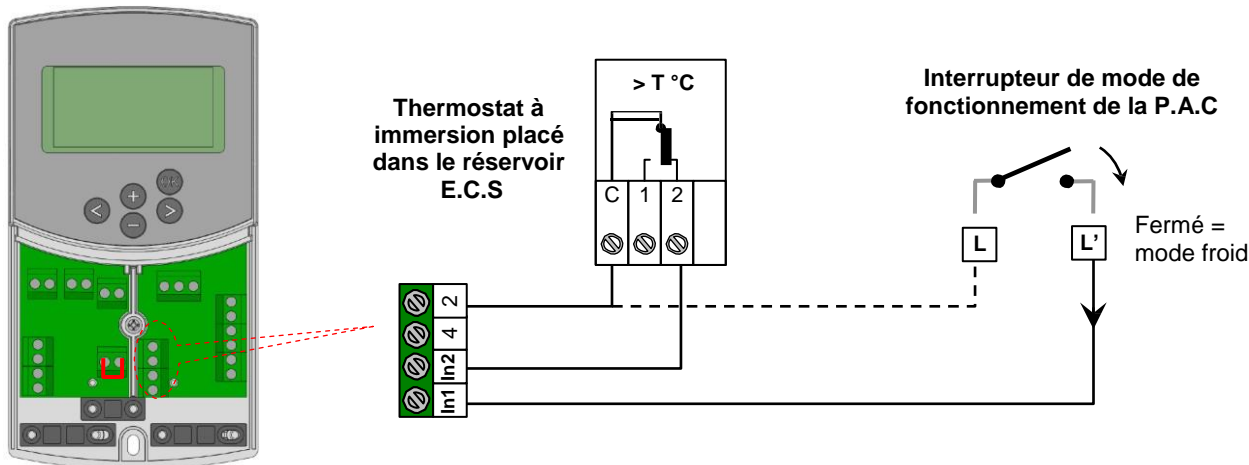 > T °C
Thermostat à
immersion placé
dans le réservoir
E.C.S
C 1 2
Interrupteur de mode de
fonctionnement de la P.A.C
L L’
Fermé =
mode froid
2
4
In2
In1
OK
< + >
−